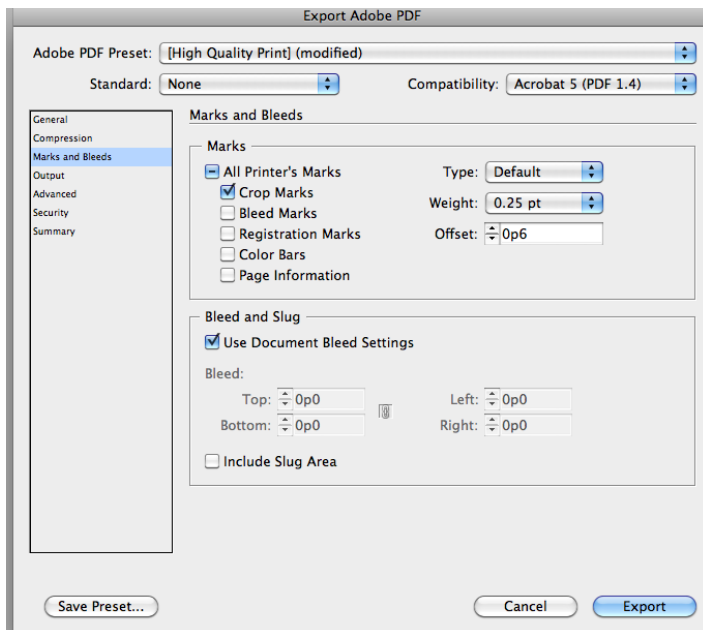 Export Adobe PDF
Adobe PDF Preset: [High Quality Print] (modified)
Standard: None Compatibility: Acrobat 5 (PDF 1.4)
General
Compression
Marks and Bleeds
Output
Advanced
Security
Summary
Marks and Bleeds
Marks
All Printer's Marks
Crop Marks
Bleed Marks
Registration Marks
Color Bars
Page Information
Type: Default
Weight: 0.25 pt
Offset: 0p6
Bleed and Slug
Use Document Bleed Settings
Bleed:
Top: 0p0 Left: 0p0
Bottom: 0p0 Right: 0p0
Include Slug Area
Save Preset... Cancel Export